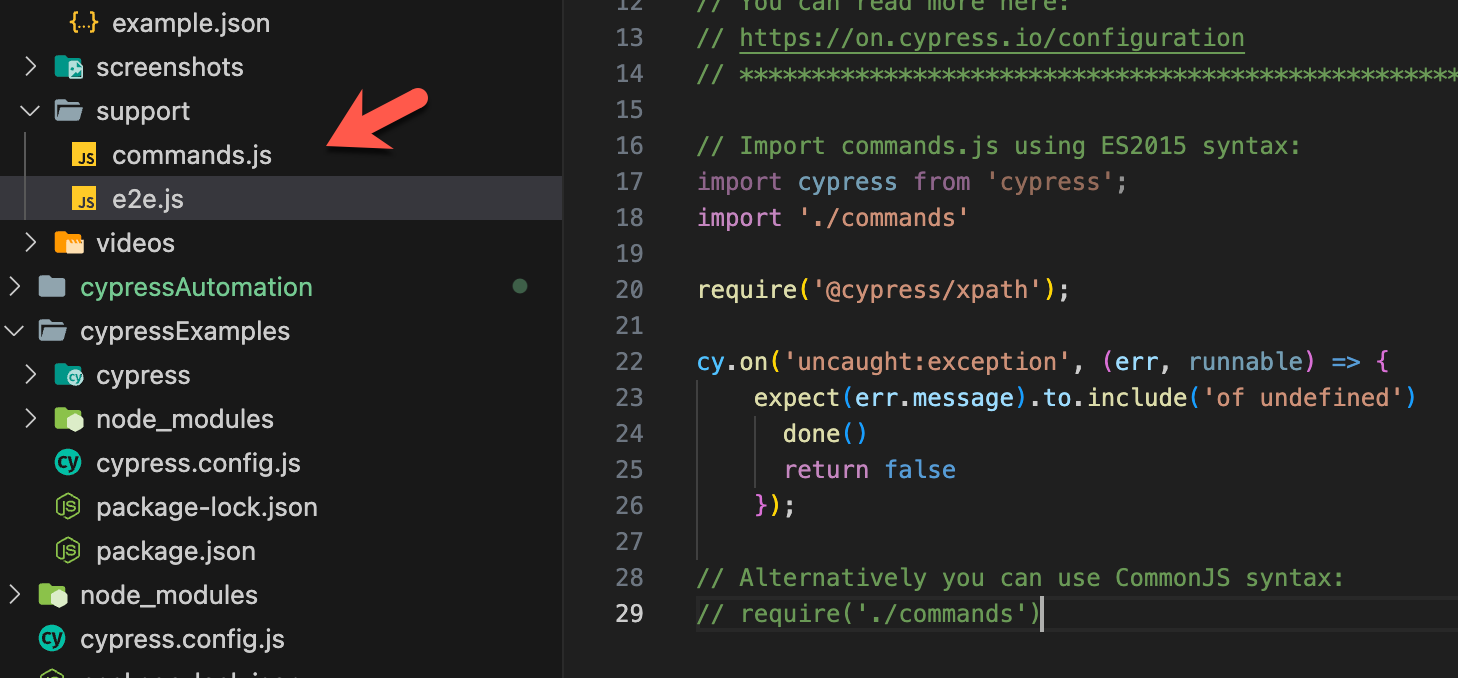 example.json
screenshots
support
commands.js
e2e.js
videos
cypressAutomation
cypressExamples
cypress
node_modules
cypress.config.js
package-lock.json
package.json
node_modules
cypress.config.js
12 // You can read more here:
13 // https://on.cypress.io/configuration
14 // **************************************************
15
16 // Import commands.js using ES2015 syntax:
17 import cypress from 'cypress';
18 import './commands'
19
20 require('@cypress/xpath');
21
22 cy.on('uncaught:exception', (err, runnable) => {
23 expect(err.message).to.include('of undefined')
24 done()
25 return false
26 });
27
28 // Alternatively you can use CommonJS syntax:
29 // require('./commands')